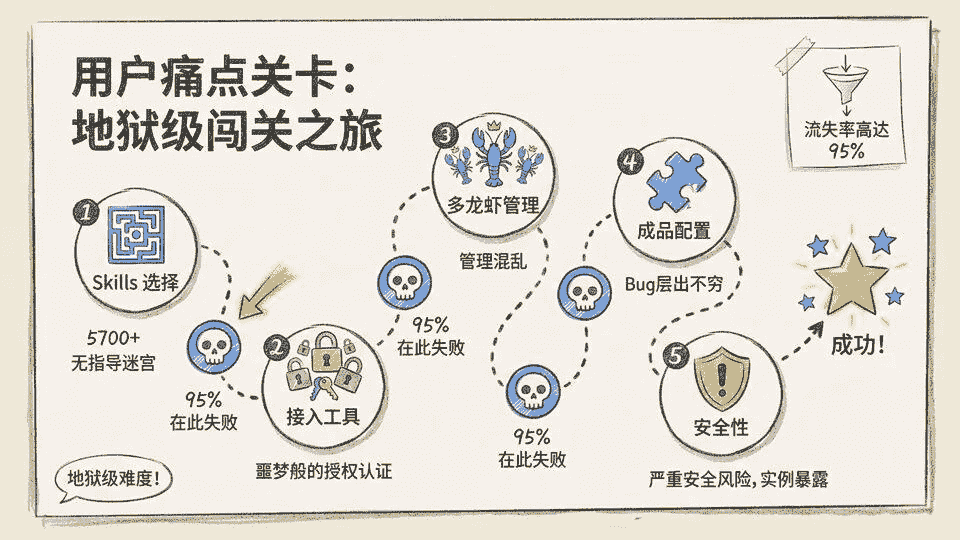 用户痛点关卡：
地狱级闯关之旅
流失率高达
95%
1
Skills 选择
5700+
无指导迷宫
95%
在此失败
2
接入工具
噩梦般的授权认证
3
多龙虾管理
管理混乱
95%
在此失败
95%
在此失败
4
成品配置
Bug层出不穷
5
安全性
严重安全风险，实例暴露
成功！
地狱级难度！